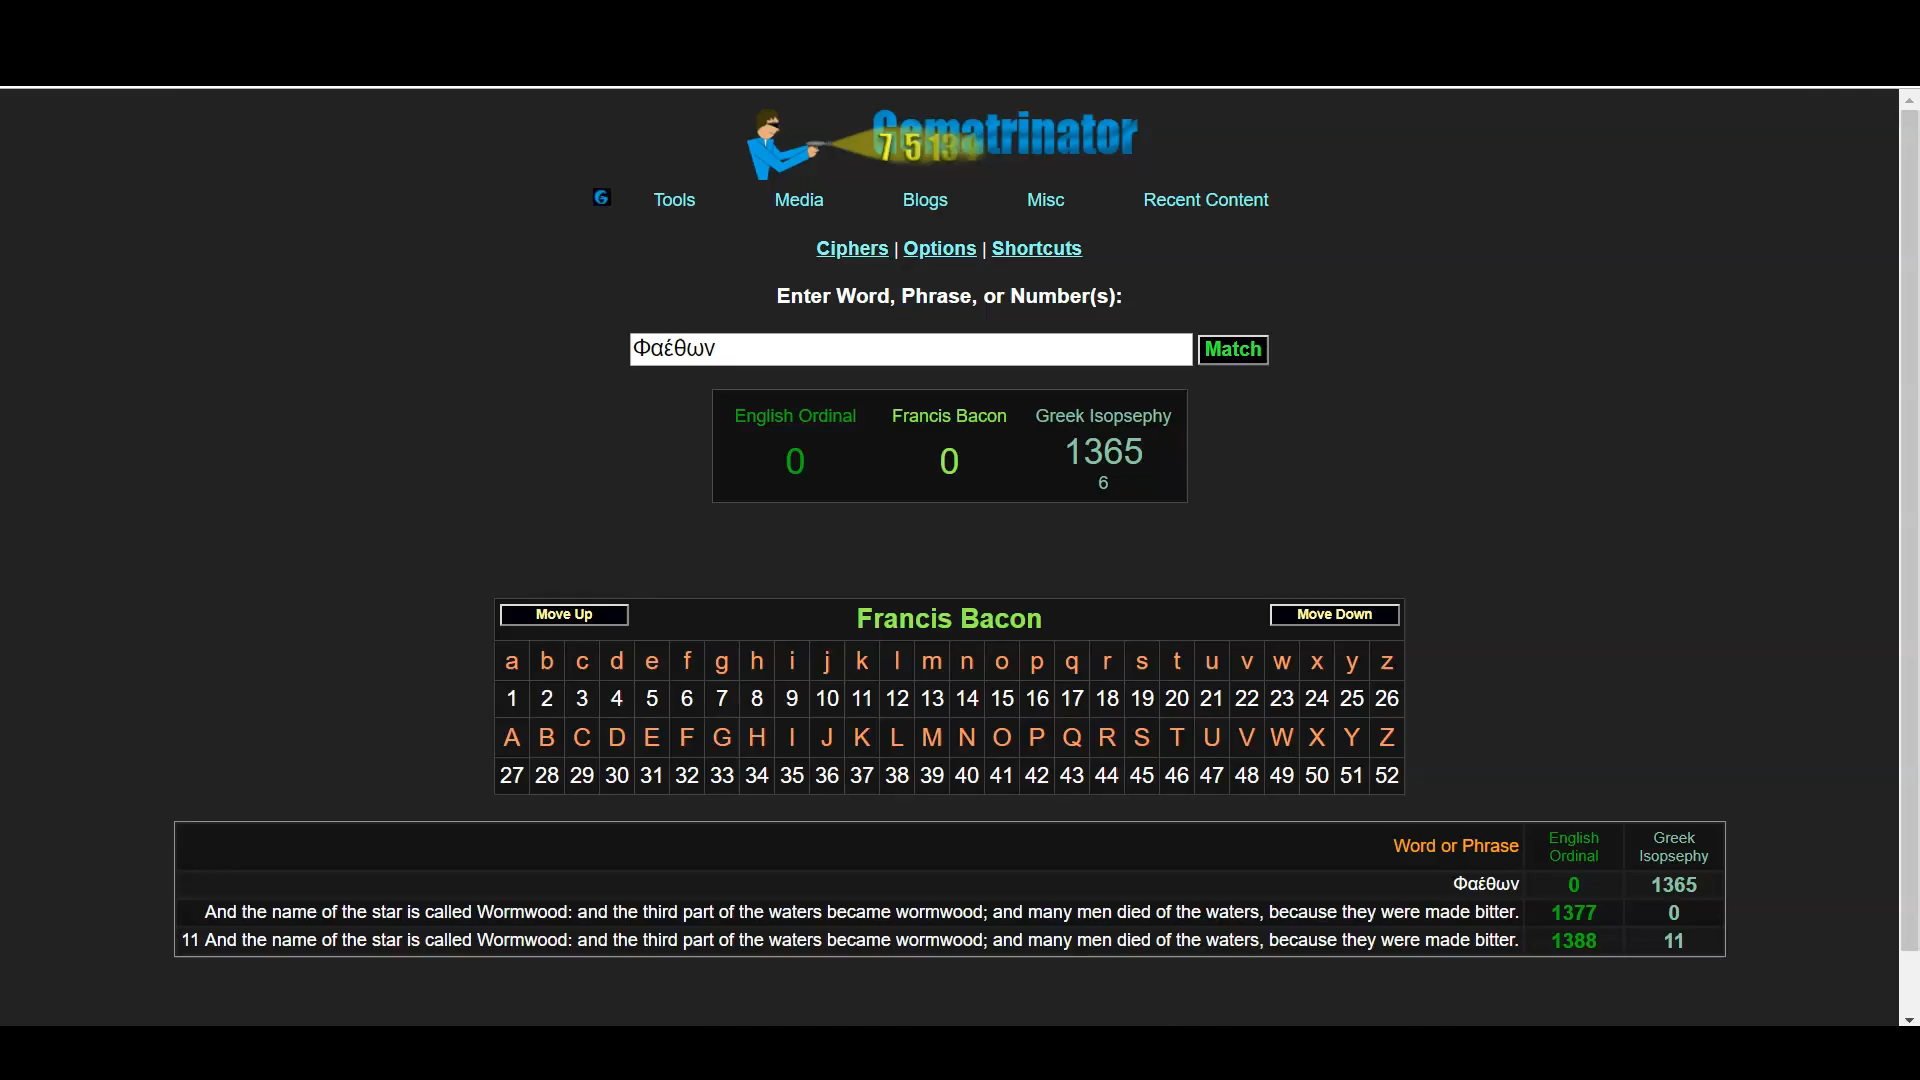 Gematrinator
7 5 134
G Tools Media Blogs Misc Recent Content
Ciphers | Options | Shortcuts
Enter Word, Phrase, or Number(s):
Φαέθων Match
English Ordinal Francis Bacon Greek Isopsephy
0 0 1365
6
Move Up Francis Bacon Move Down
a b c d e f g h i j k l m n o p q r s t u v w x y z
1 2 3 4 5 6 7 8 9 10 11 12 13 14 15 16 17 18 19 20 21 22 23 24 25 26
A B C D E F G H I J K L M N O P Q R S T U V W X Y Z
27 28 29 30 31 32 33 34 35 36 37 38 39 40 41 42 43 44 45 46 47 48 49 50 51 52
Word or Phrase English Ordinal Greek Isopsephy
Φαέθων 0 1365
And the name of the star is called Wormwood: and the third part of the waters became wormwood; and many men died of the waters, because they were made bitter. 1377 0
11 And the name of the star is called Wormwood: and the third part of the waters became wormwood; and many men died of the waters, because they were made bitter. 1388 11